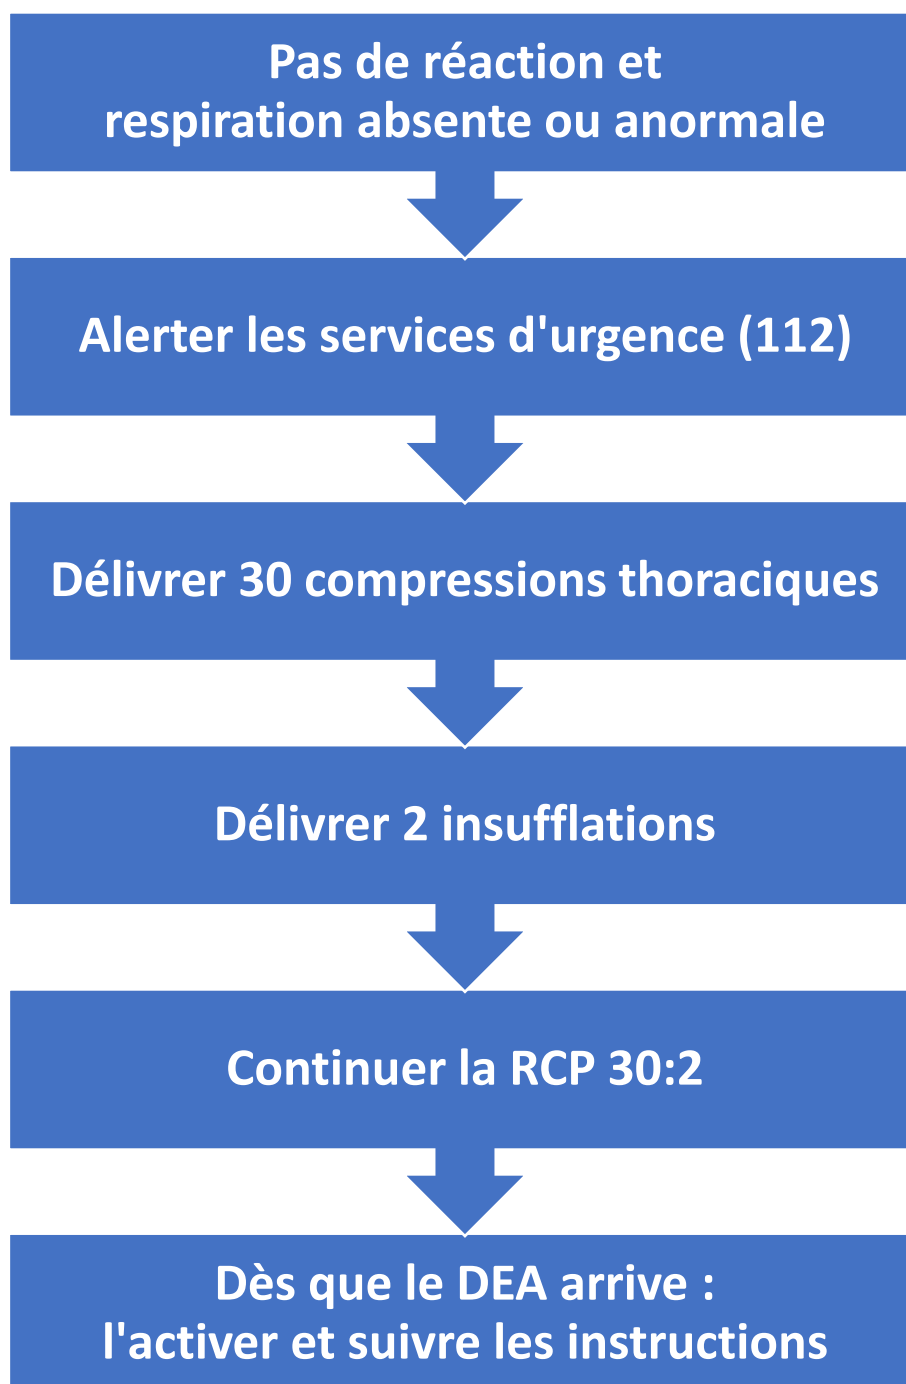 Pas de réaction et
respiration absente ou anormale
Alerter les services d'urgence (112)
Délivrer 30 compressions thoraciques
Délivrer 2 insufflations
Continuer la RCP 30:2
Dès que le DEA arrive :
l'activer et suivre les instructions